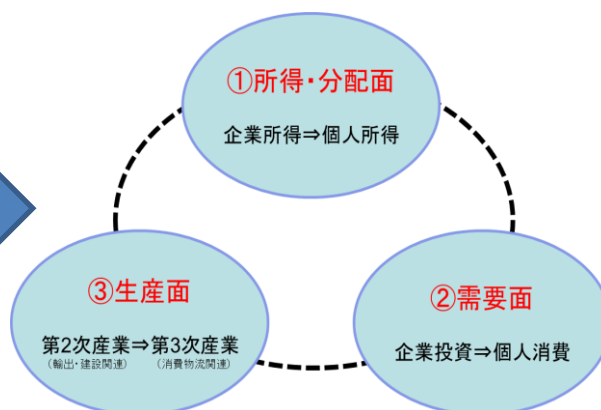 ①所得・分配面
企業所得⇒個人所得
③生産面
第2次産業⇒第3次産業
（輸出・建設関連） （消費物流関連）
②需要面
企業投資⇒個人消費